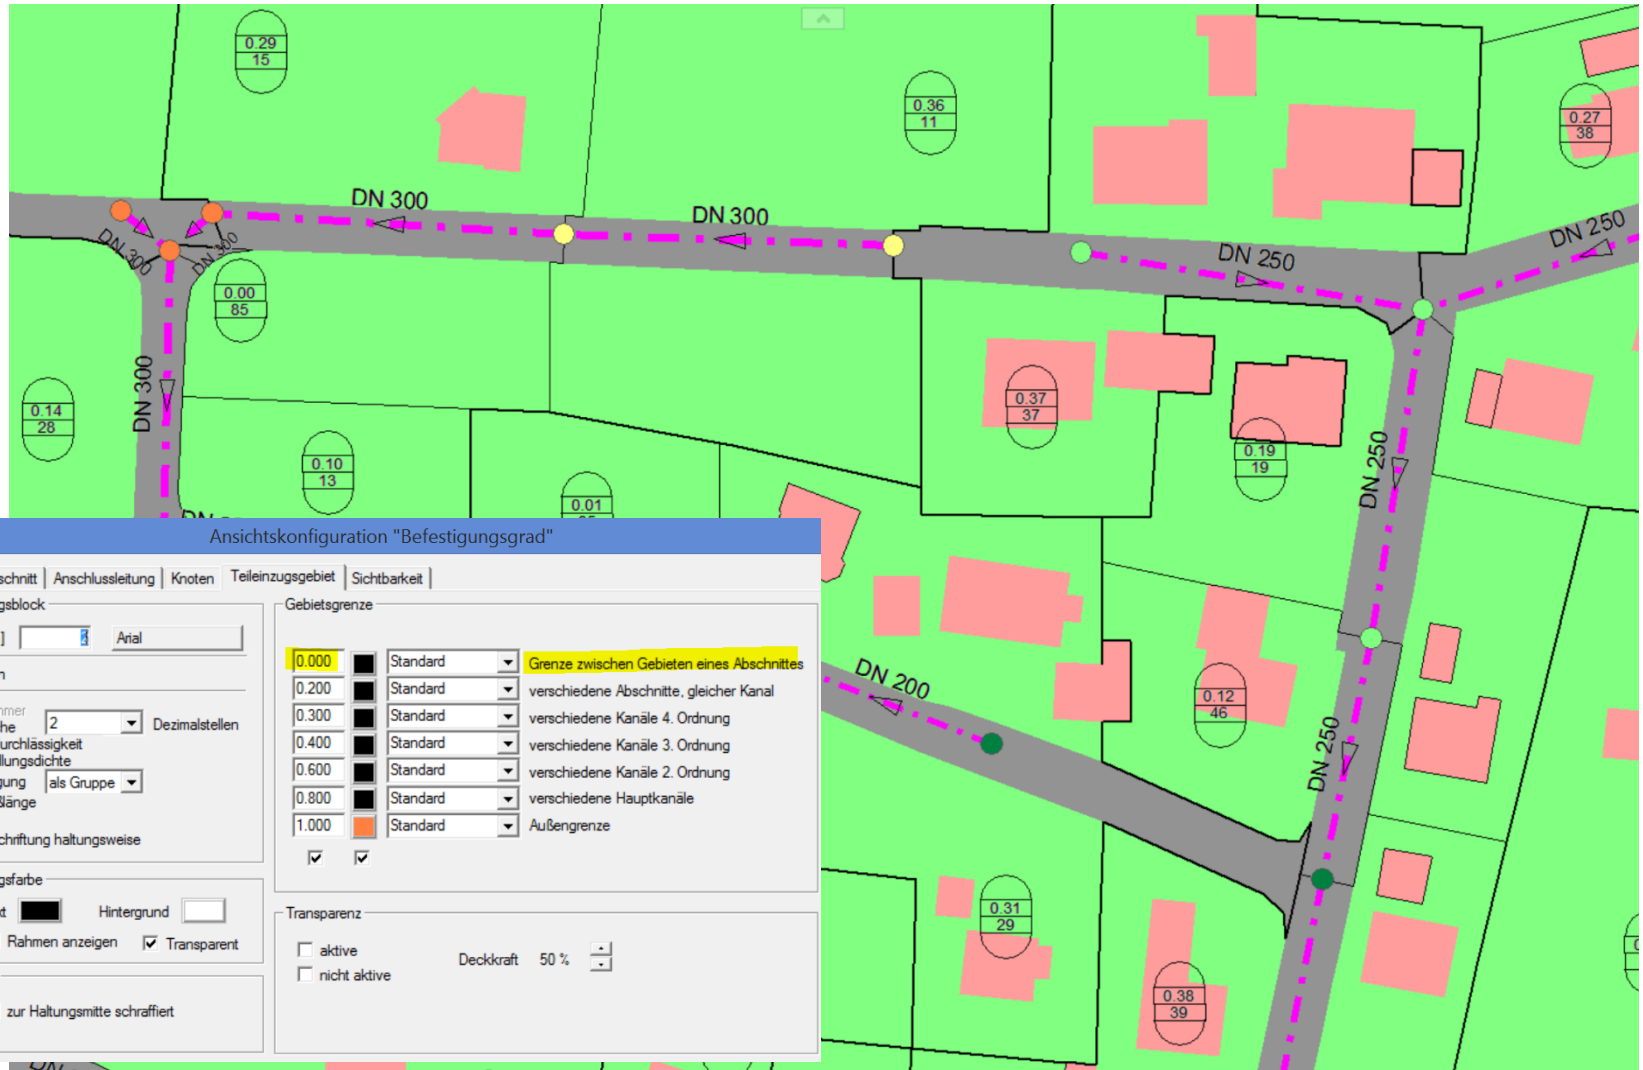 0.29
15
0.36
11
0.27
38
DN 300
DN 300
DN 250
DN 250
DN 300
DN 300
0.00
85
DN 300
0.14
28
0.10
13
0.01
0.37
37
0.19
19
DN 250
DN 200
0.12
46
DN 250
0.31
29
0.38
39
Ansichtskonfiguration "Befestigungsgrad"
schnitt
Anschlussleitung
Knoten
Teileinzugsgebiet
Sichtbarkeit
gsblock
]
Arial
n
mmer
he
2
Dezimalstellen
urchlässigkeit
llungsdichte
gung
als Gruppe
ßlänge
chriftung haltungsweise
gsfarbe
xt
Hintergrund
Rahmen anzeigen
Transparent
zur Haltungsmitte schraffiert
Gebietsgrenze
0.000 Standard Grenze zwischen Gebieten eines Abschnittes
0.200 Standard verschiedene Abschnitte, gleicher Kanal
0.300 Standard verschiedene Kanäle 4. Ordnung
0.400 Standard verschiedene Kanäle 3. Ordnung
0.600 Standard verschiedene Kanäle 2. Ordnung
0.800 Standard verschiedene Hauptkanäle
1.000 Standard Außengrenze
Transparenz
aktive
nicht aktive
Deckkraft 50 %